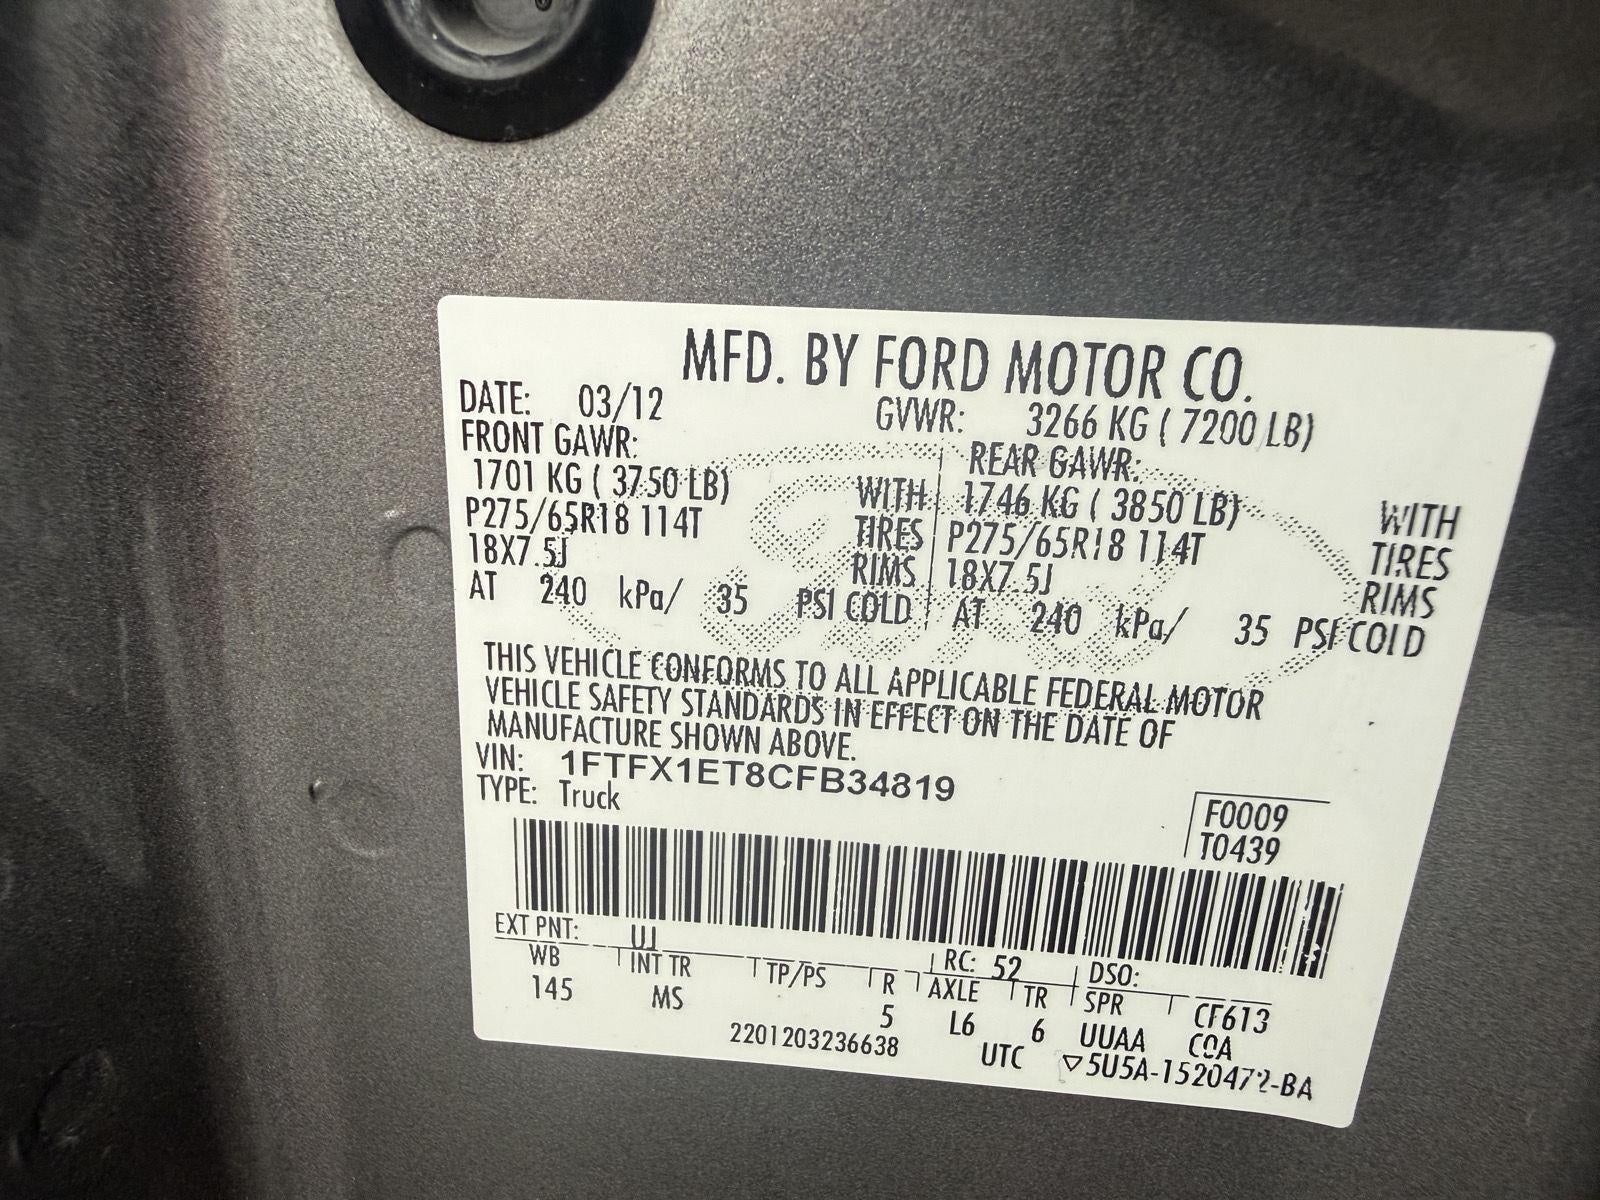 MFD. BY FORD MOTOR CO.
DATE: 03/12 GVWR: 3266 KG ( 7200 LB)
FRONT GAWR: REAR GAWR:
1701 KG ( 3750 LB) WITH 1746 KG ( 3850 LB) WITH
P275/65R18 114T TIRES P275/65R18 114T TIRES
18X7.5J RIMS 18X7.5J RIMS
AT 240 kPa/ 35 PSI COLD AT 240 kPa/ 35 PSI COLD
THIS VEHICLE CONFORMS TO ALL APPLICABLE FEDERAL MOTOR
VEHICLE SAFETY STANDARDS IN EFFECT ON THE DATE OF
MANUFACTURE SHOWN ABOVE.
VIN: 1FTFX1ET8CFB34819
TYPE: Truck
F0009
T0439
EXT PNT: UJ RC: 52 DSO:
WB INT TR TP/PS R AXLE TR SPR CF613
145 MS 5 L6 6 UUAA C0A
2201203236638 UTC ▽5U5A-1520472-BA